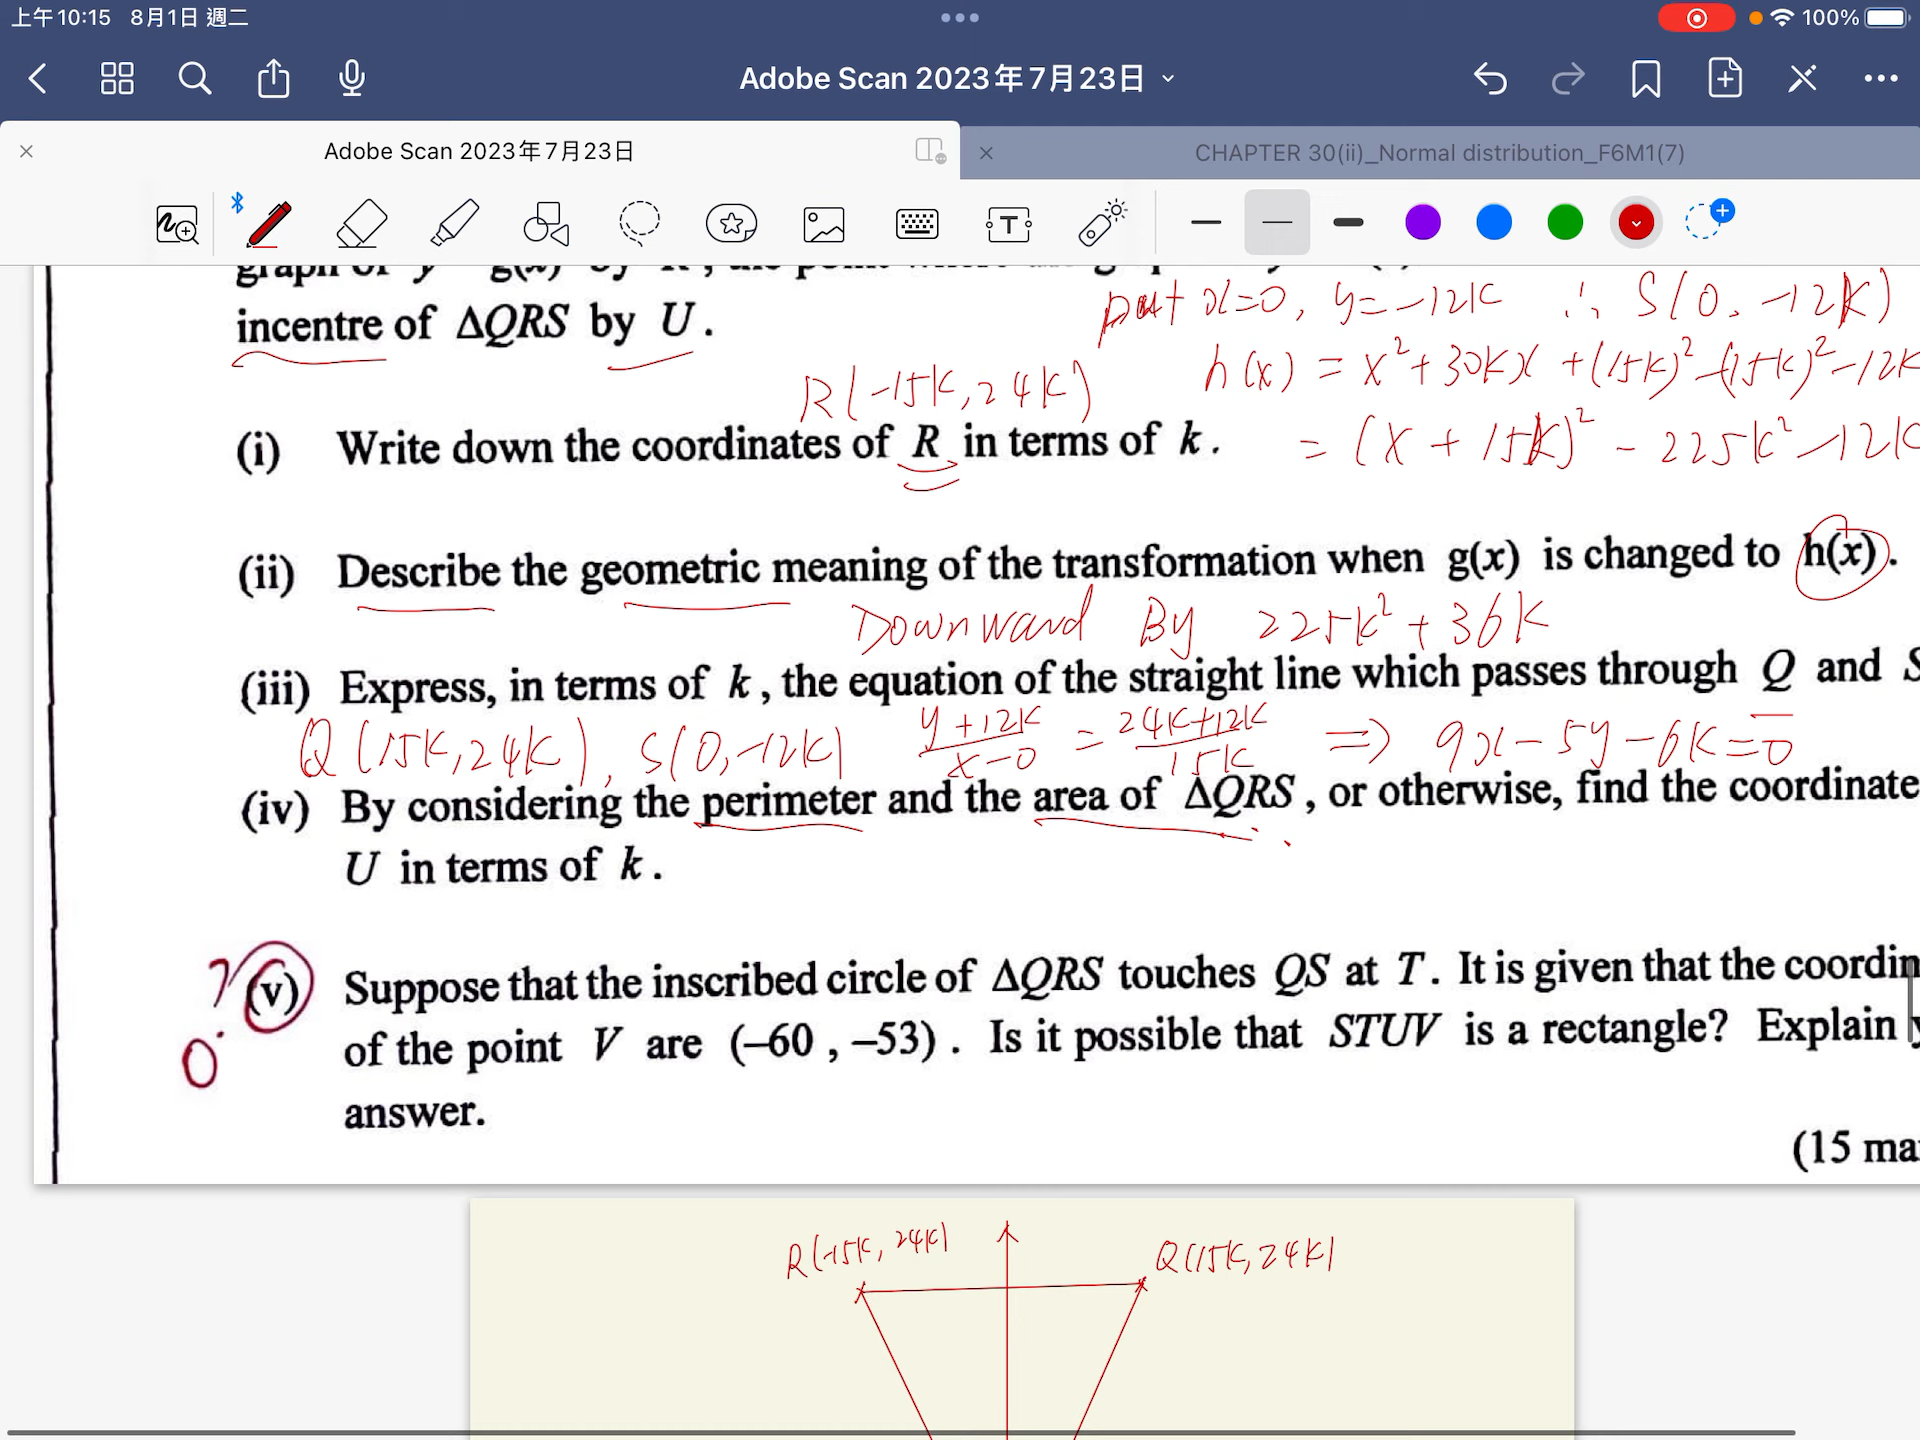 上午10:15 8月1日 週二
100%
Adobe Scan 2023年7月23日
Adobe Scan 2023年7月23日
CHAPTER 30(ii)_Normal distribution_F6M1(7)
T
incentre of ΔQRS by U.
put x=0, y=-12k ∴ S(0, -12k)
h(x) = x²+30kx+(15k)²-(15k)²-12k
R(-15k, 24k)
(i) Write down the coordinates of R in terms of k.
= (x+15k)² - 225k² - 12k
(ii) Describe the geometric meaning of the transformation when g(x) is changed to h(x).
Downward By 225k² + 36k
(iii) Express, in terms of k, the equation of the straight line which passes through Q and S
Q(15k, 24k), S(0, -12k) (y+12k)/(x-0) = (24k+12k)/15k ⇒ 9x-5y-6k=0
(iv) By considering the perimeter and the area of ΔQRS, or otherwise, find the coordinate
U in terms of k.
?
(v) Suppose that the inscribed circle of ΔQRS touches QS at T. It is given that the coordin
of the point V are (–60, –53). Is it possible that STUV is a rectangle? Explain y
answer.
(15 ma
R(-15k, 24k)
Q(15k, 24k)